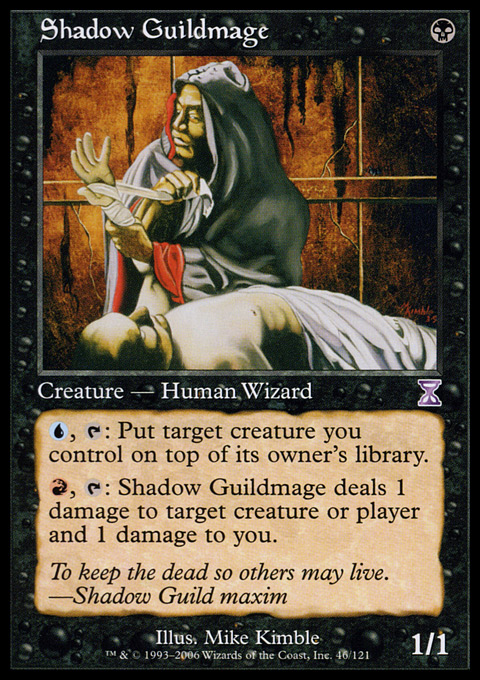 Shadow Guildmage
Kimble
Creature — Human Wizard
, : Put target creature you
control on top of its owner's library.
, : Shadow Guildmage deals 1
damage to target creature or player
and 1 damage to you.
To keep the dead so others may live.
—Shadow Guild maxim
Illus. Mike Kimble
1/1
™ & © 1993–2006 Wizards of the Coast, Inc. 46/121